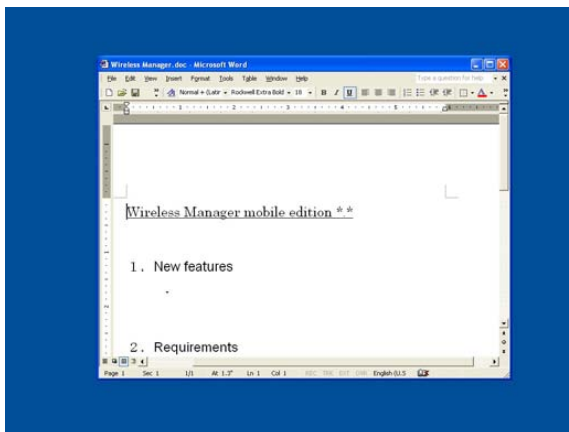 Wireless Manager.doc - Microsoft Word
File Edit View Insert Format Tools Table Window Help Type a question for help
Normal + (Latir Rockwell Extra Bold 18 B I U A
Wireless Manager mobile edition *.*
1. New features
2. Requirements
Page 1 Sec 1 1/1 At 1.3" Ln 1 Col 1 REC TRK EXT OVR English (U.S